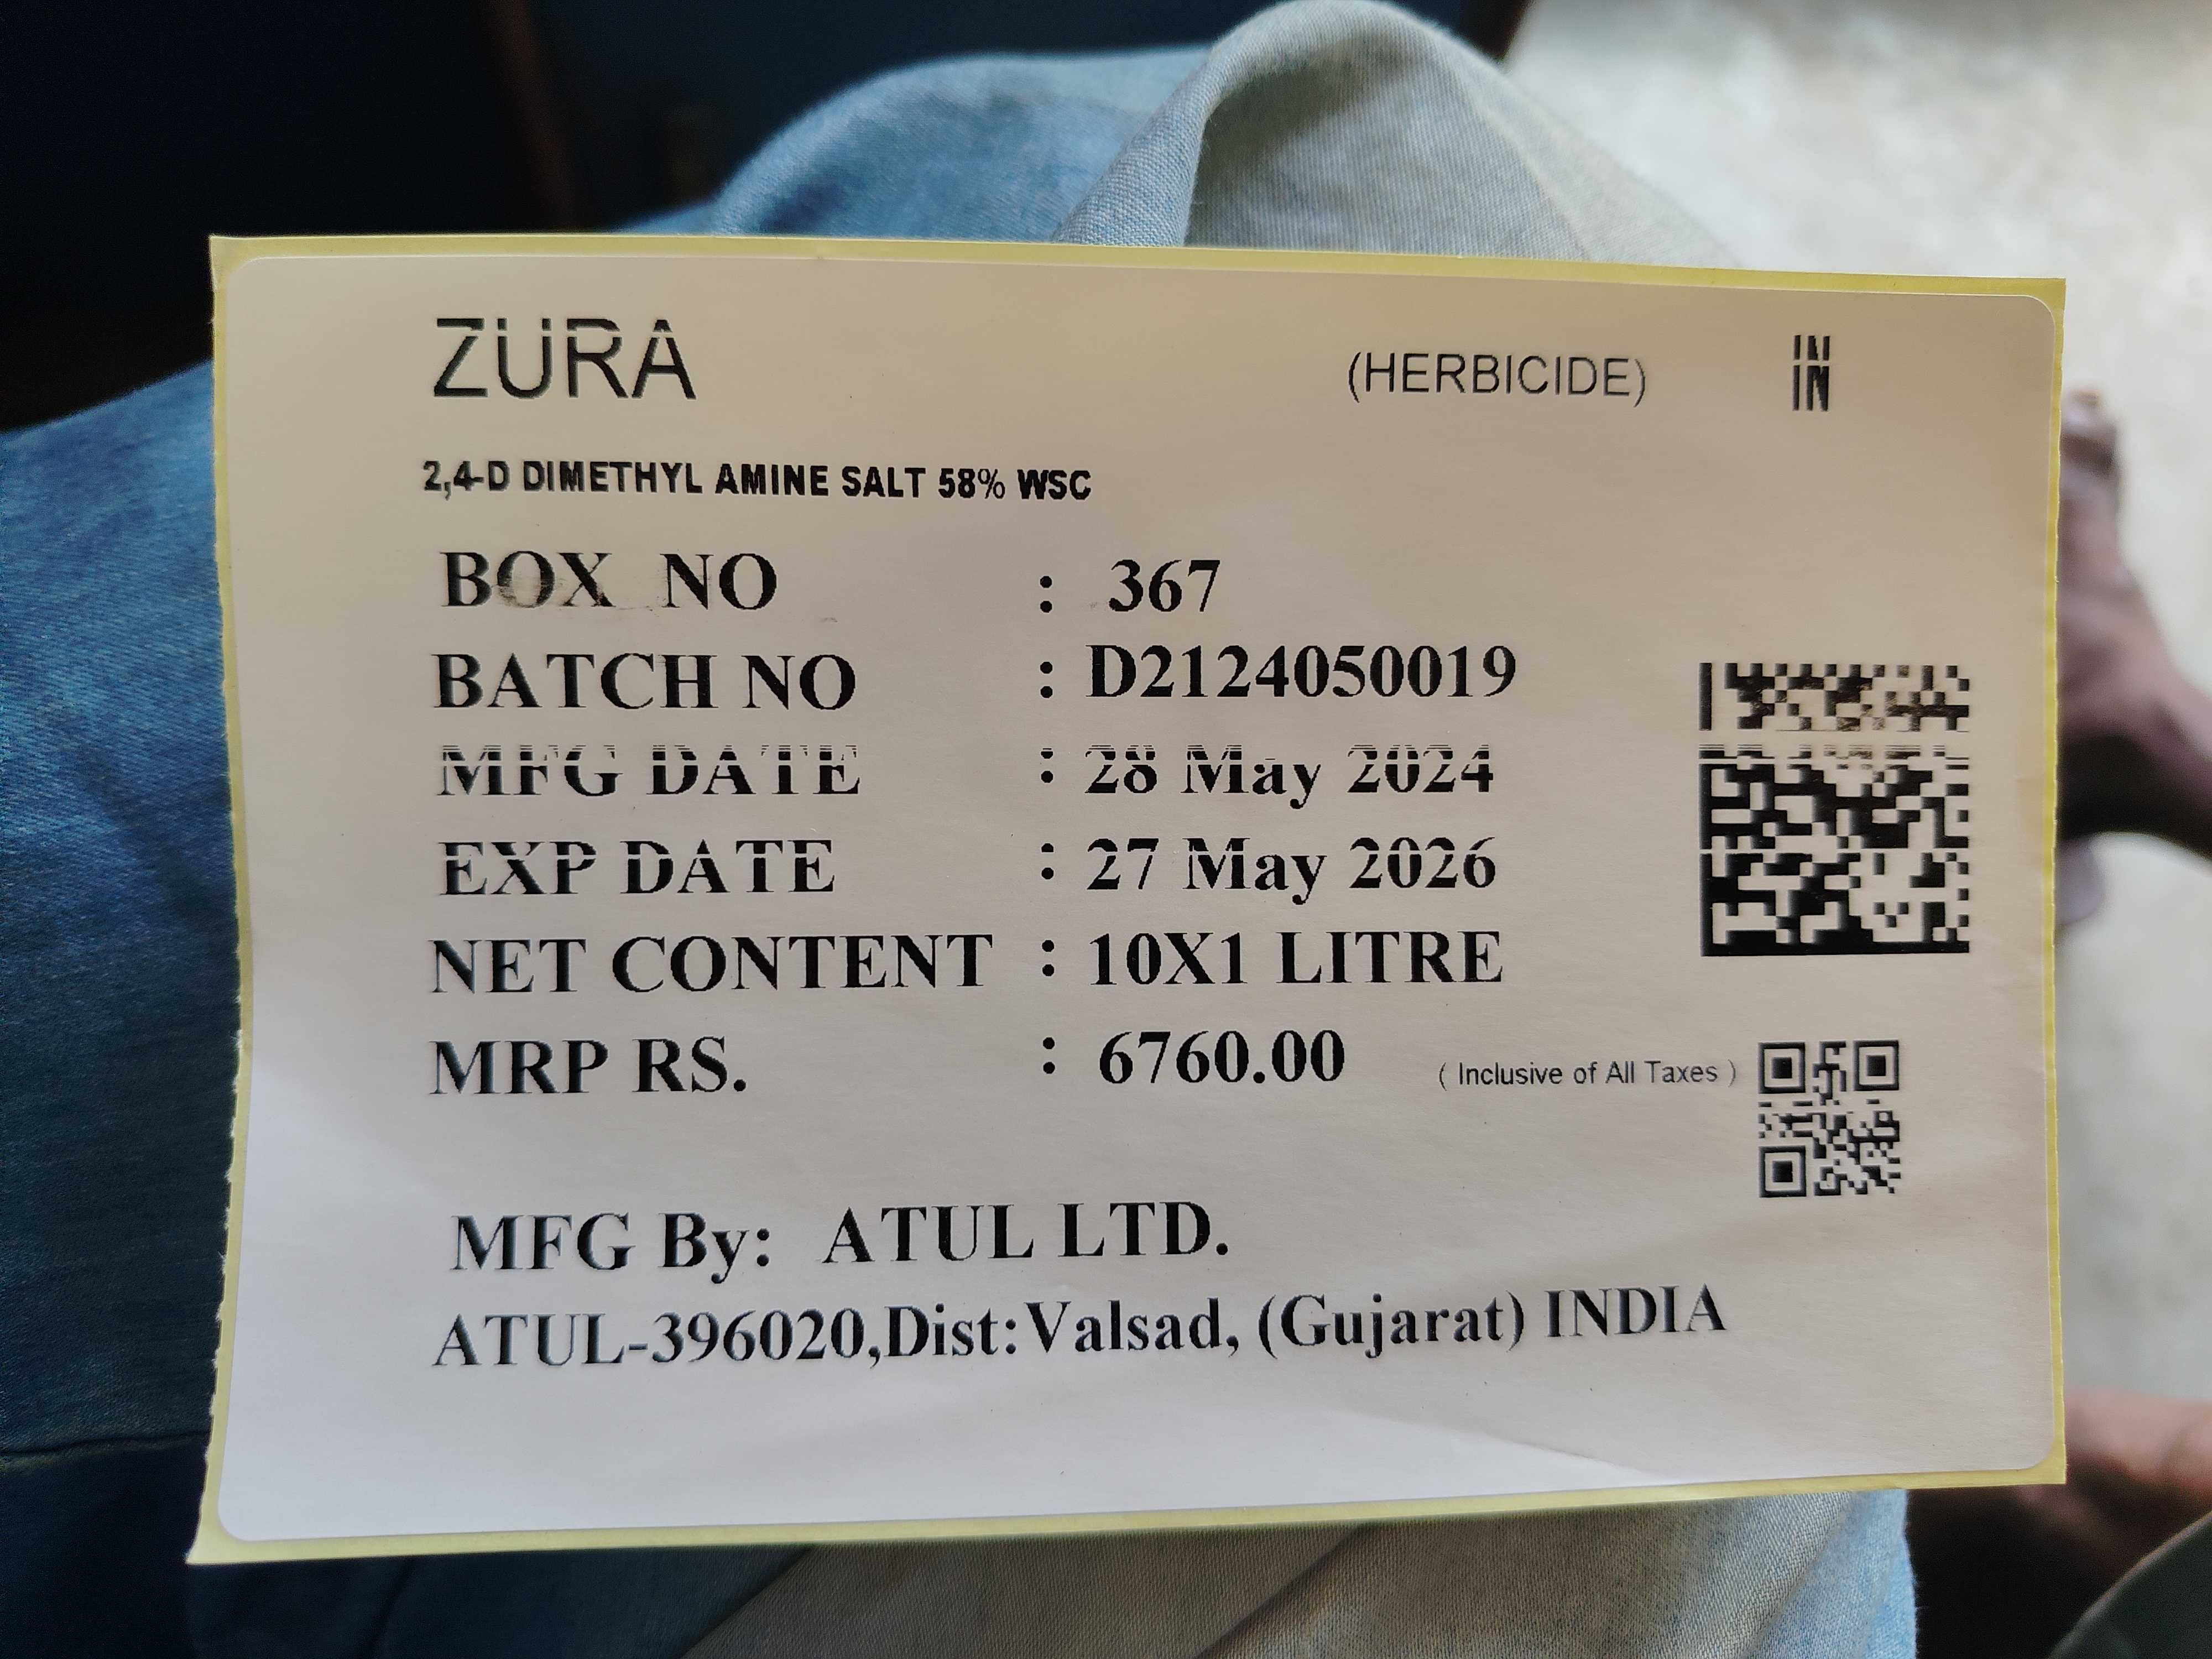 ZURA (HERBICIDE) IN
2,4-D DIMETHYL AMINE SALT 58% WSC
BOX NO : 367
BATCH NO : D2124050019
MFG DATE : 28 May 2024
EXP DATE : 27 May 2026
NET CONTENT : 10X1 LITRE
MRP RS. : 6760.00 ( Inclusive of All Taxes )
MFG By: ATUL LTD.
ATUL-396020,Dist:Valsad, (Gujarat) INDIA